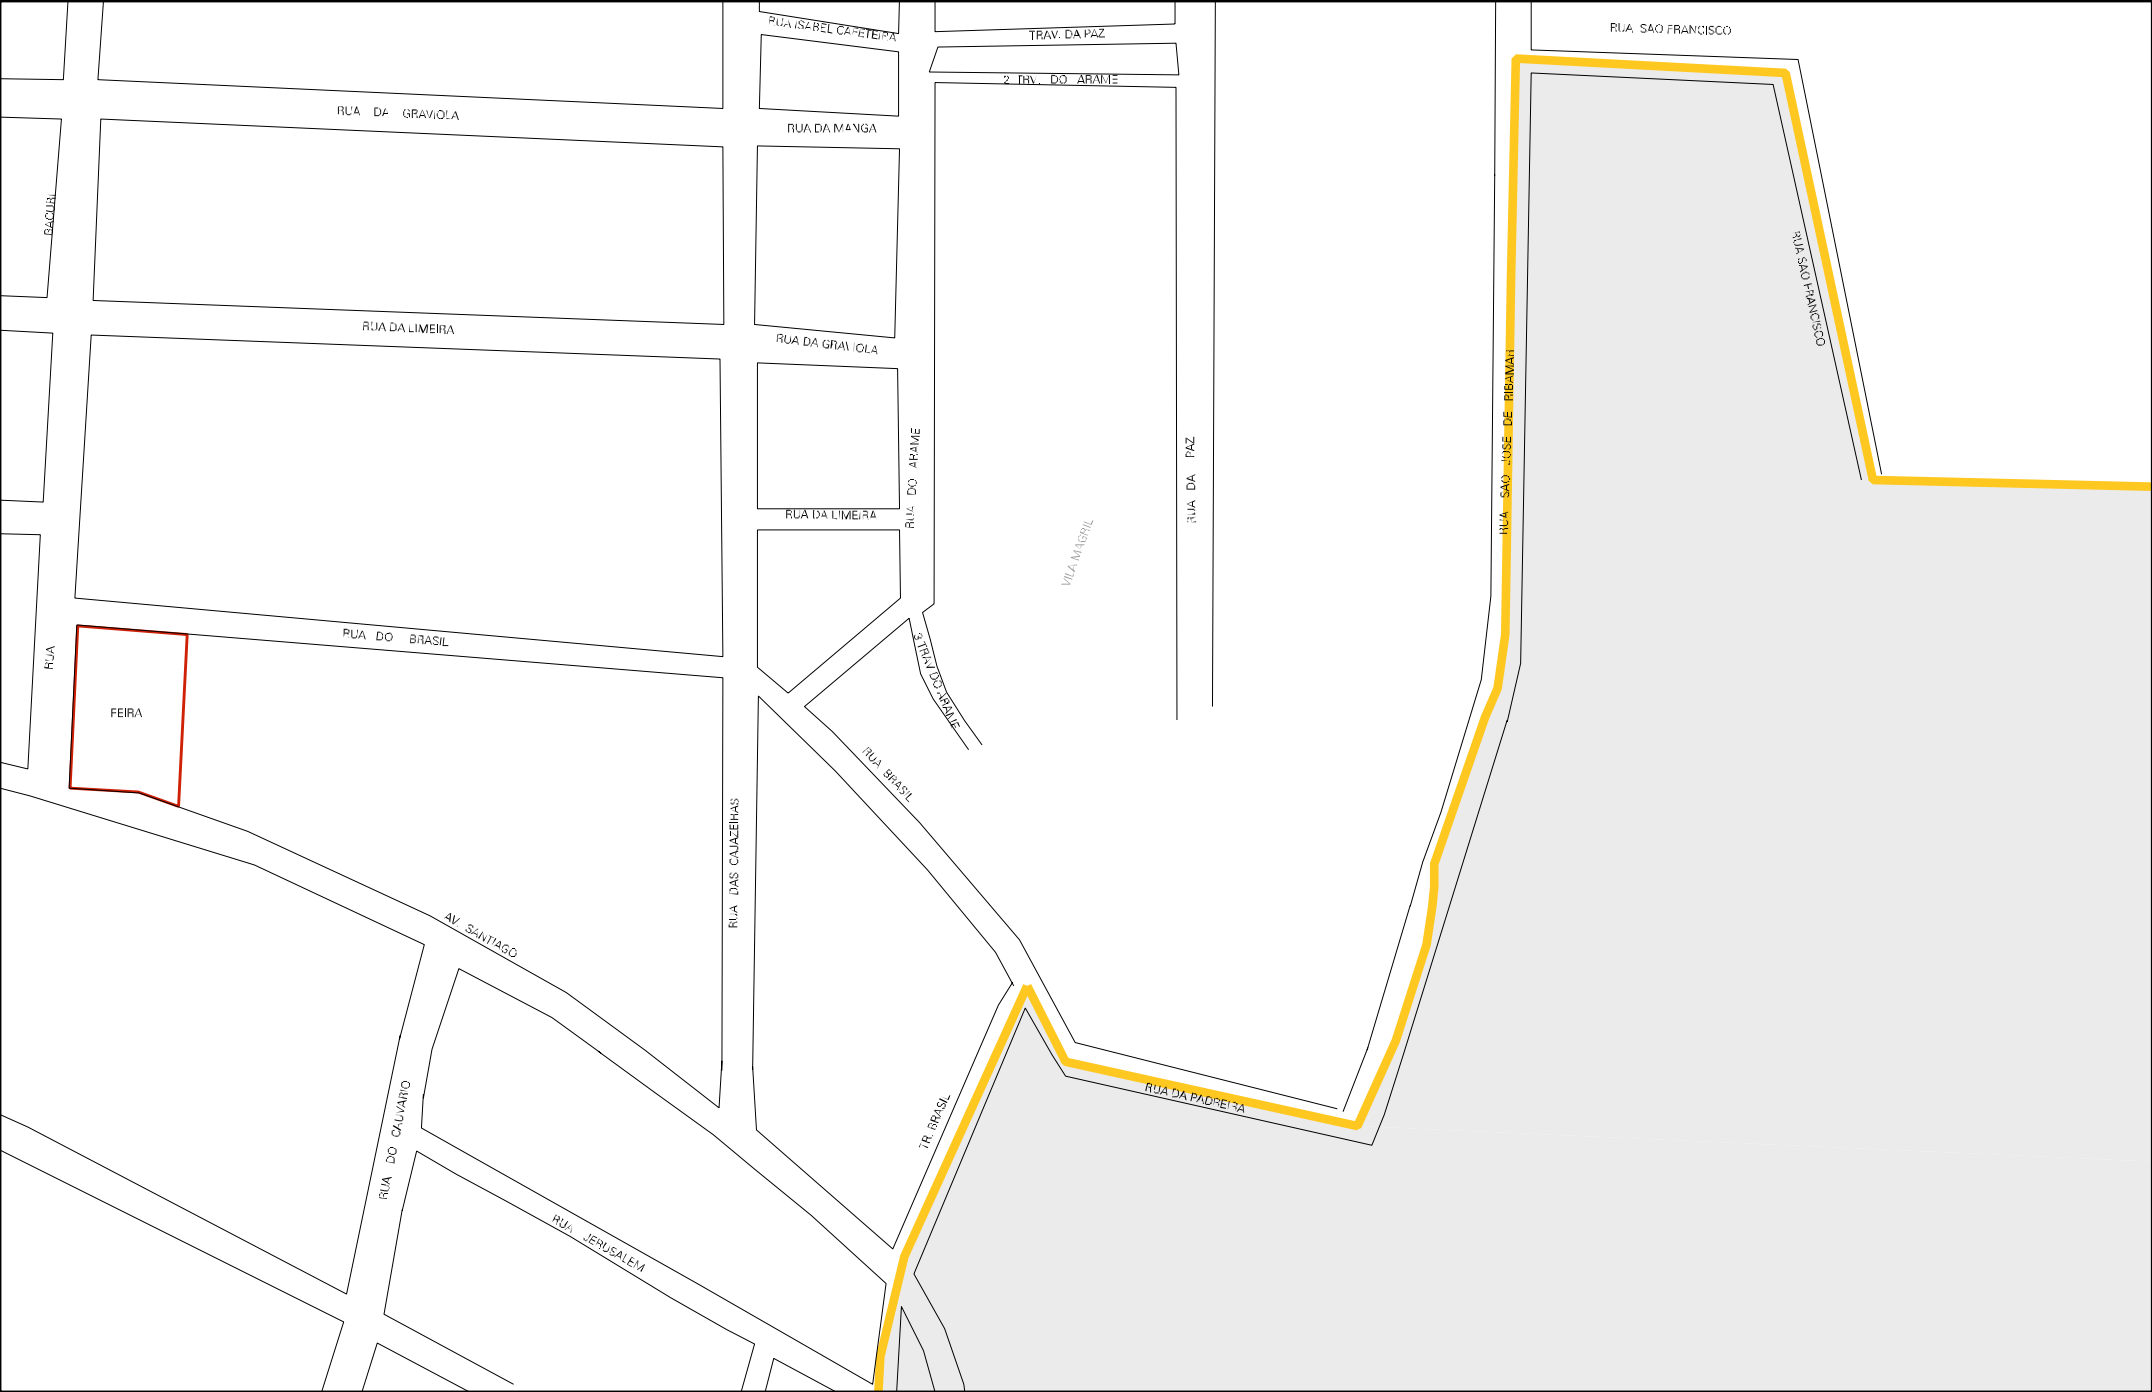 RUA SAO FRANCISCO
RUA ISABEL CAFETEIRA
TRAV. DA PAZ
2 TRV. DO ARAME
RUA DA GRAVIOLA
RUA DA MANGA
BACURI
RUA SAO FRANCISCO
RUA DA LIMEIRA
RUA DA GRAVIOLA
RUA SAO JOSE DE RIBAMAR
RUA DO ARAME
RUA DA PAZ
RUA DA LIMEIRA
VILA MAGRIL
RUA DO BRASIL
RUA
3 TRAV DO ARAME
FEIRA
RUA BRASIL
RUA DAS CAJAZEIRAS
AV. SANTIAGO
RUA DA PADREIRA
TR. BRASIL
RUA DO CALVARIO
RUA JERUSALEM